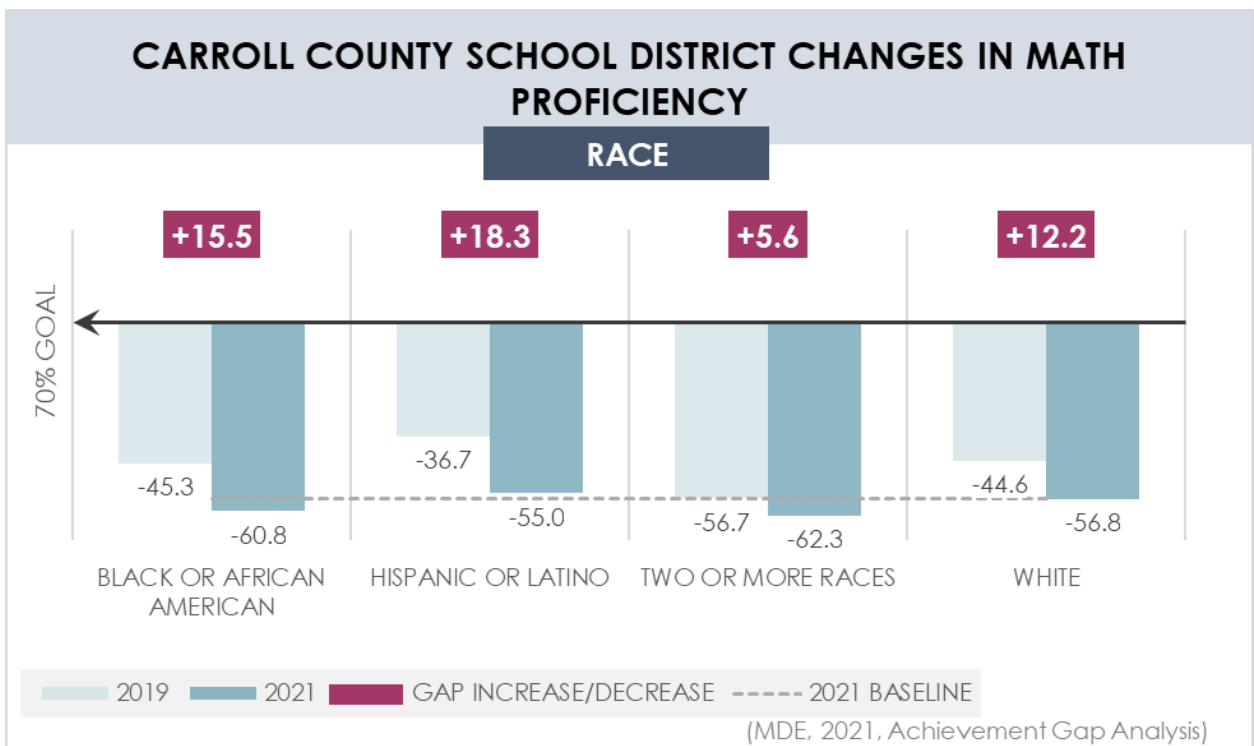 CARROLL COUNTY SCHOOL DISTRICT CHANGES IN MATH
PROFICIENCY
RACE
+15.5
+18.3
+5.6
+12.2
70% GOAL
-45.3
-60.8
-36.7
-55.0
-56.7
-62.3
-44.6
-56.8
BLACK OR AFRICAN
AMERICAN
HISPANIC OR LATINO
TWO OR MORE RACES
WHITE
2019
2021
GAP INCREASE/DECREASE
2021 BASELINE
(MDE, 2021, Achievement Gap Analysis)